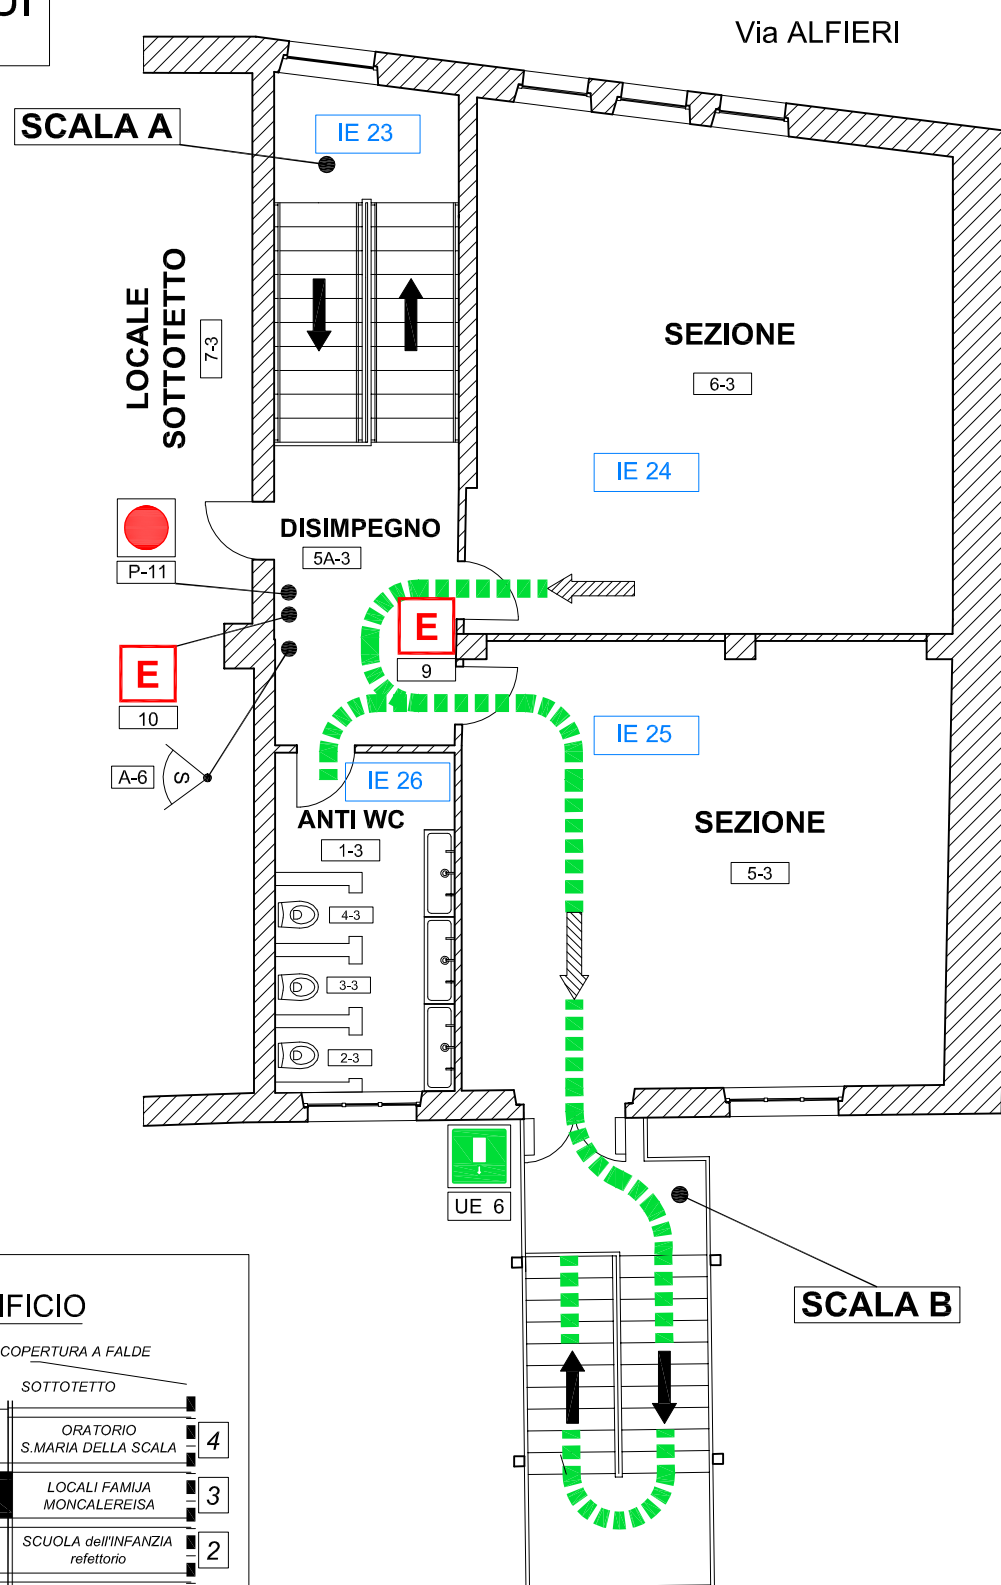 Via ALFIERI
SCALA A
IE 23
LOCALE
SOTTOTETTO
7-3
SEZIONE
6-3
IE 24
DISIMPEGNO
5A-3
P-11
E
9
E
10
A-6
S
IE 25
IE 26
ANTI WC
1-3
SEZIONE
5-3
4-3
3-3
2-3
UE 6
SCALA B
IFICIO
COPERTURA A FALDE
SOTTOTETTO
ORATORIO
S.MARIA DELLA SCALA
4
LOCALI FAMIJA
MONCALEREISA
3
SCUOLA dell'INFANZIA
refettorio
2